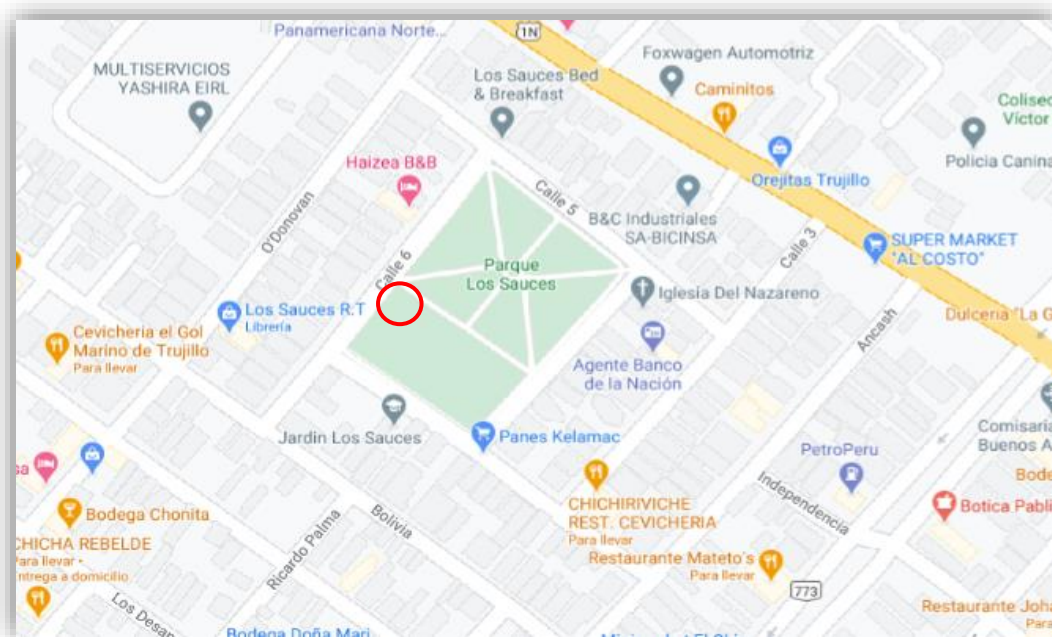 Panamericana Norte...
1N
Foxwagen Automotriz
MULTISERVICIOS
YASHIRA EIRL
Los Sauces Bed
& Breakfast
Caminitos
Víctor
Policia Canina
Haizea B&B
Orejitas Trujillo
Calle 5
B&C Industriales
SA-BICINSA
O'Donovan
Calle 3
SUPER MARKET
"AL COSTO"
Calle 6
Parque
Los Sauces
Iglesia Del Nazareno
Los Sauces R.T
Librería
Dulceria "La G
Cevicheria el Gol
Marino de Trujillo
Para llevar
Ancash
Agente Banco
de la Nación
Jardin Los Sauces
Panes Kelamac
Comisaria
Buenos A
PetroPeru
Bode
sa
CHICHIRIVICHE
REST. CEVICHERIA
Para llevar
Independencia
Botica Pabli
Bodega Chonita
Bolivia
Ricardo Palma
CHICHA REBELDE
Para llevar •
Entrega a domicilio
Restaurante Mateto's
Para llevar
773
Restaurante Joha
Para
Los Desam
Bodega Doña Mari